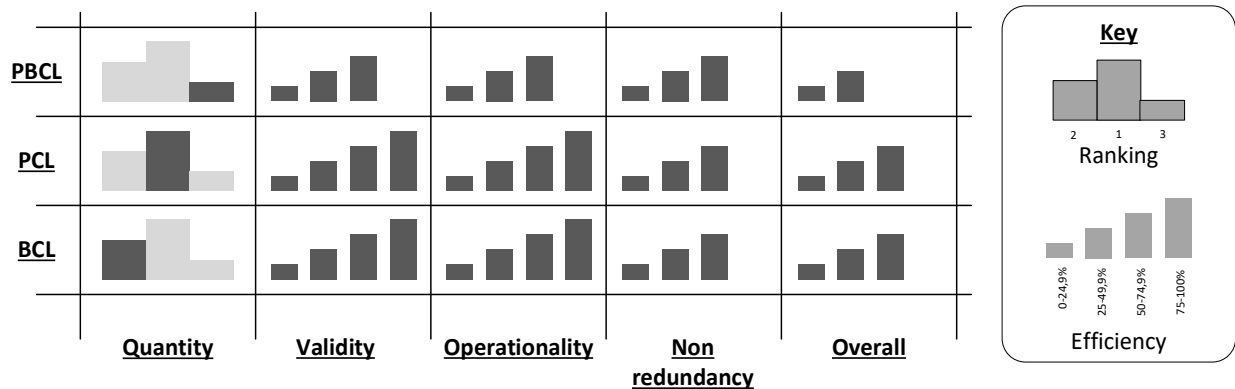 PBCL
PCL
BCL
Quantity
Validity
Operationality
Non
redundancy
Overall
Key
2 1 3
Ranking
0-24,9%
25-49,9%
50-74,9%
75-100%
Efficiency